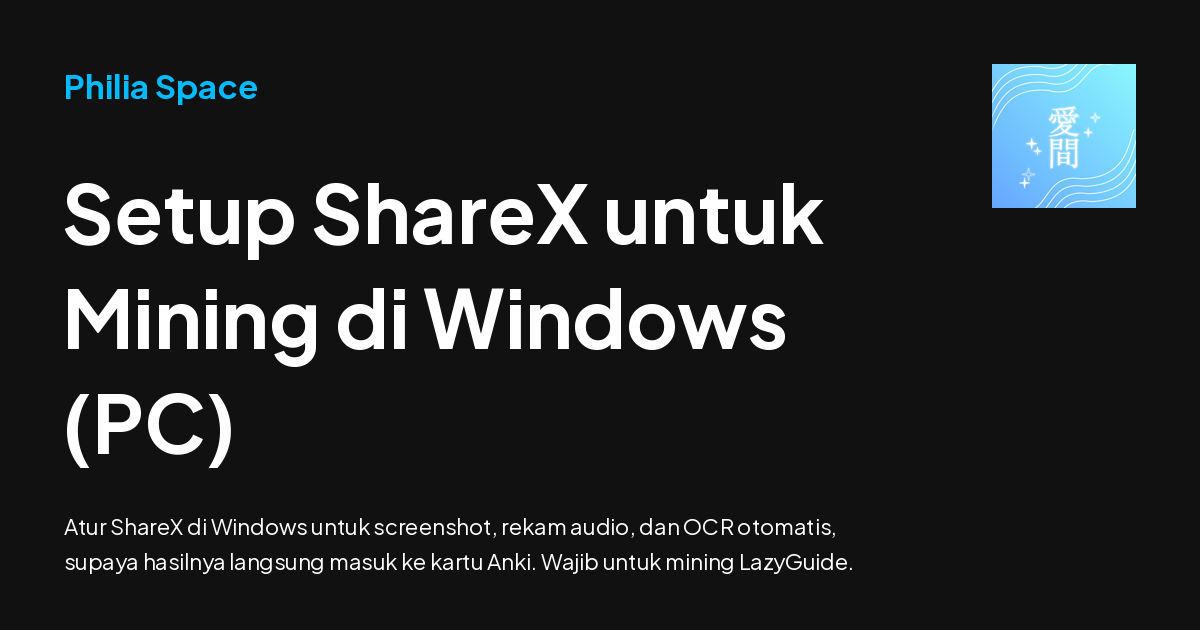 Philia Space
愛
間
Setup ShareX untuk
Mining di Windows
(PC)
Atur ShareX di Windows untuk screenshot, rekam audio, dan OCR otomatis,
supaya hasilnya langsung masuk ke kartu Anki. Wajib untuk mining LazyGuide.